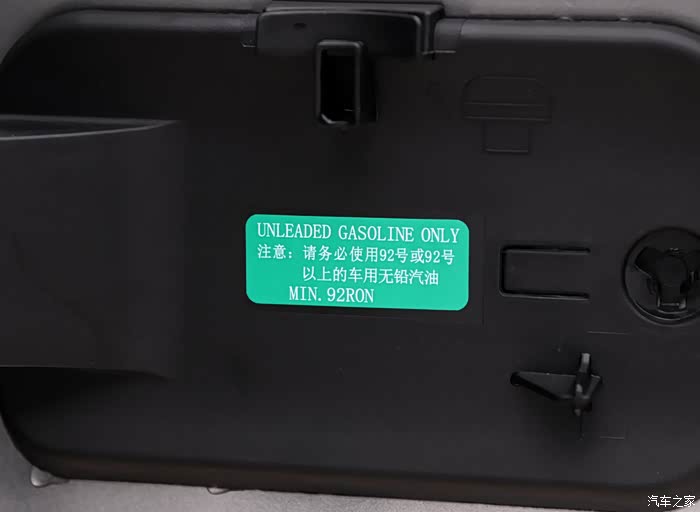 UNLEADED GASOLINE ONLY
注意：请务必使用92号或92号
以上的车用无铅汽油
MIN.92RON
汽车之家